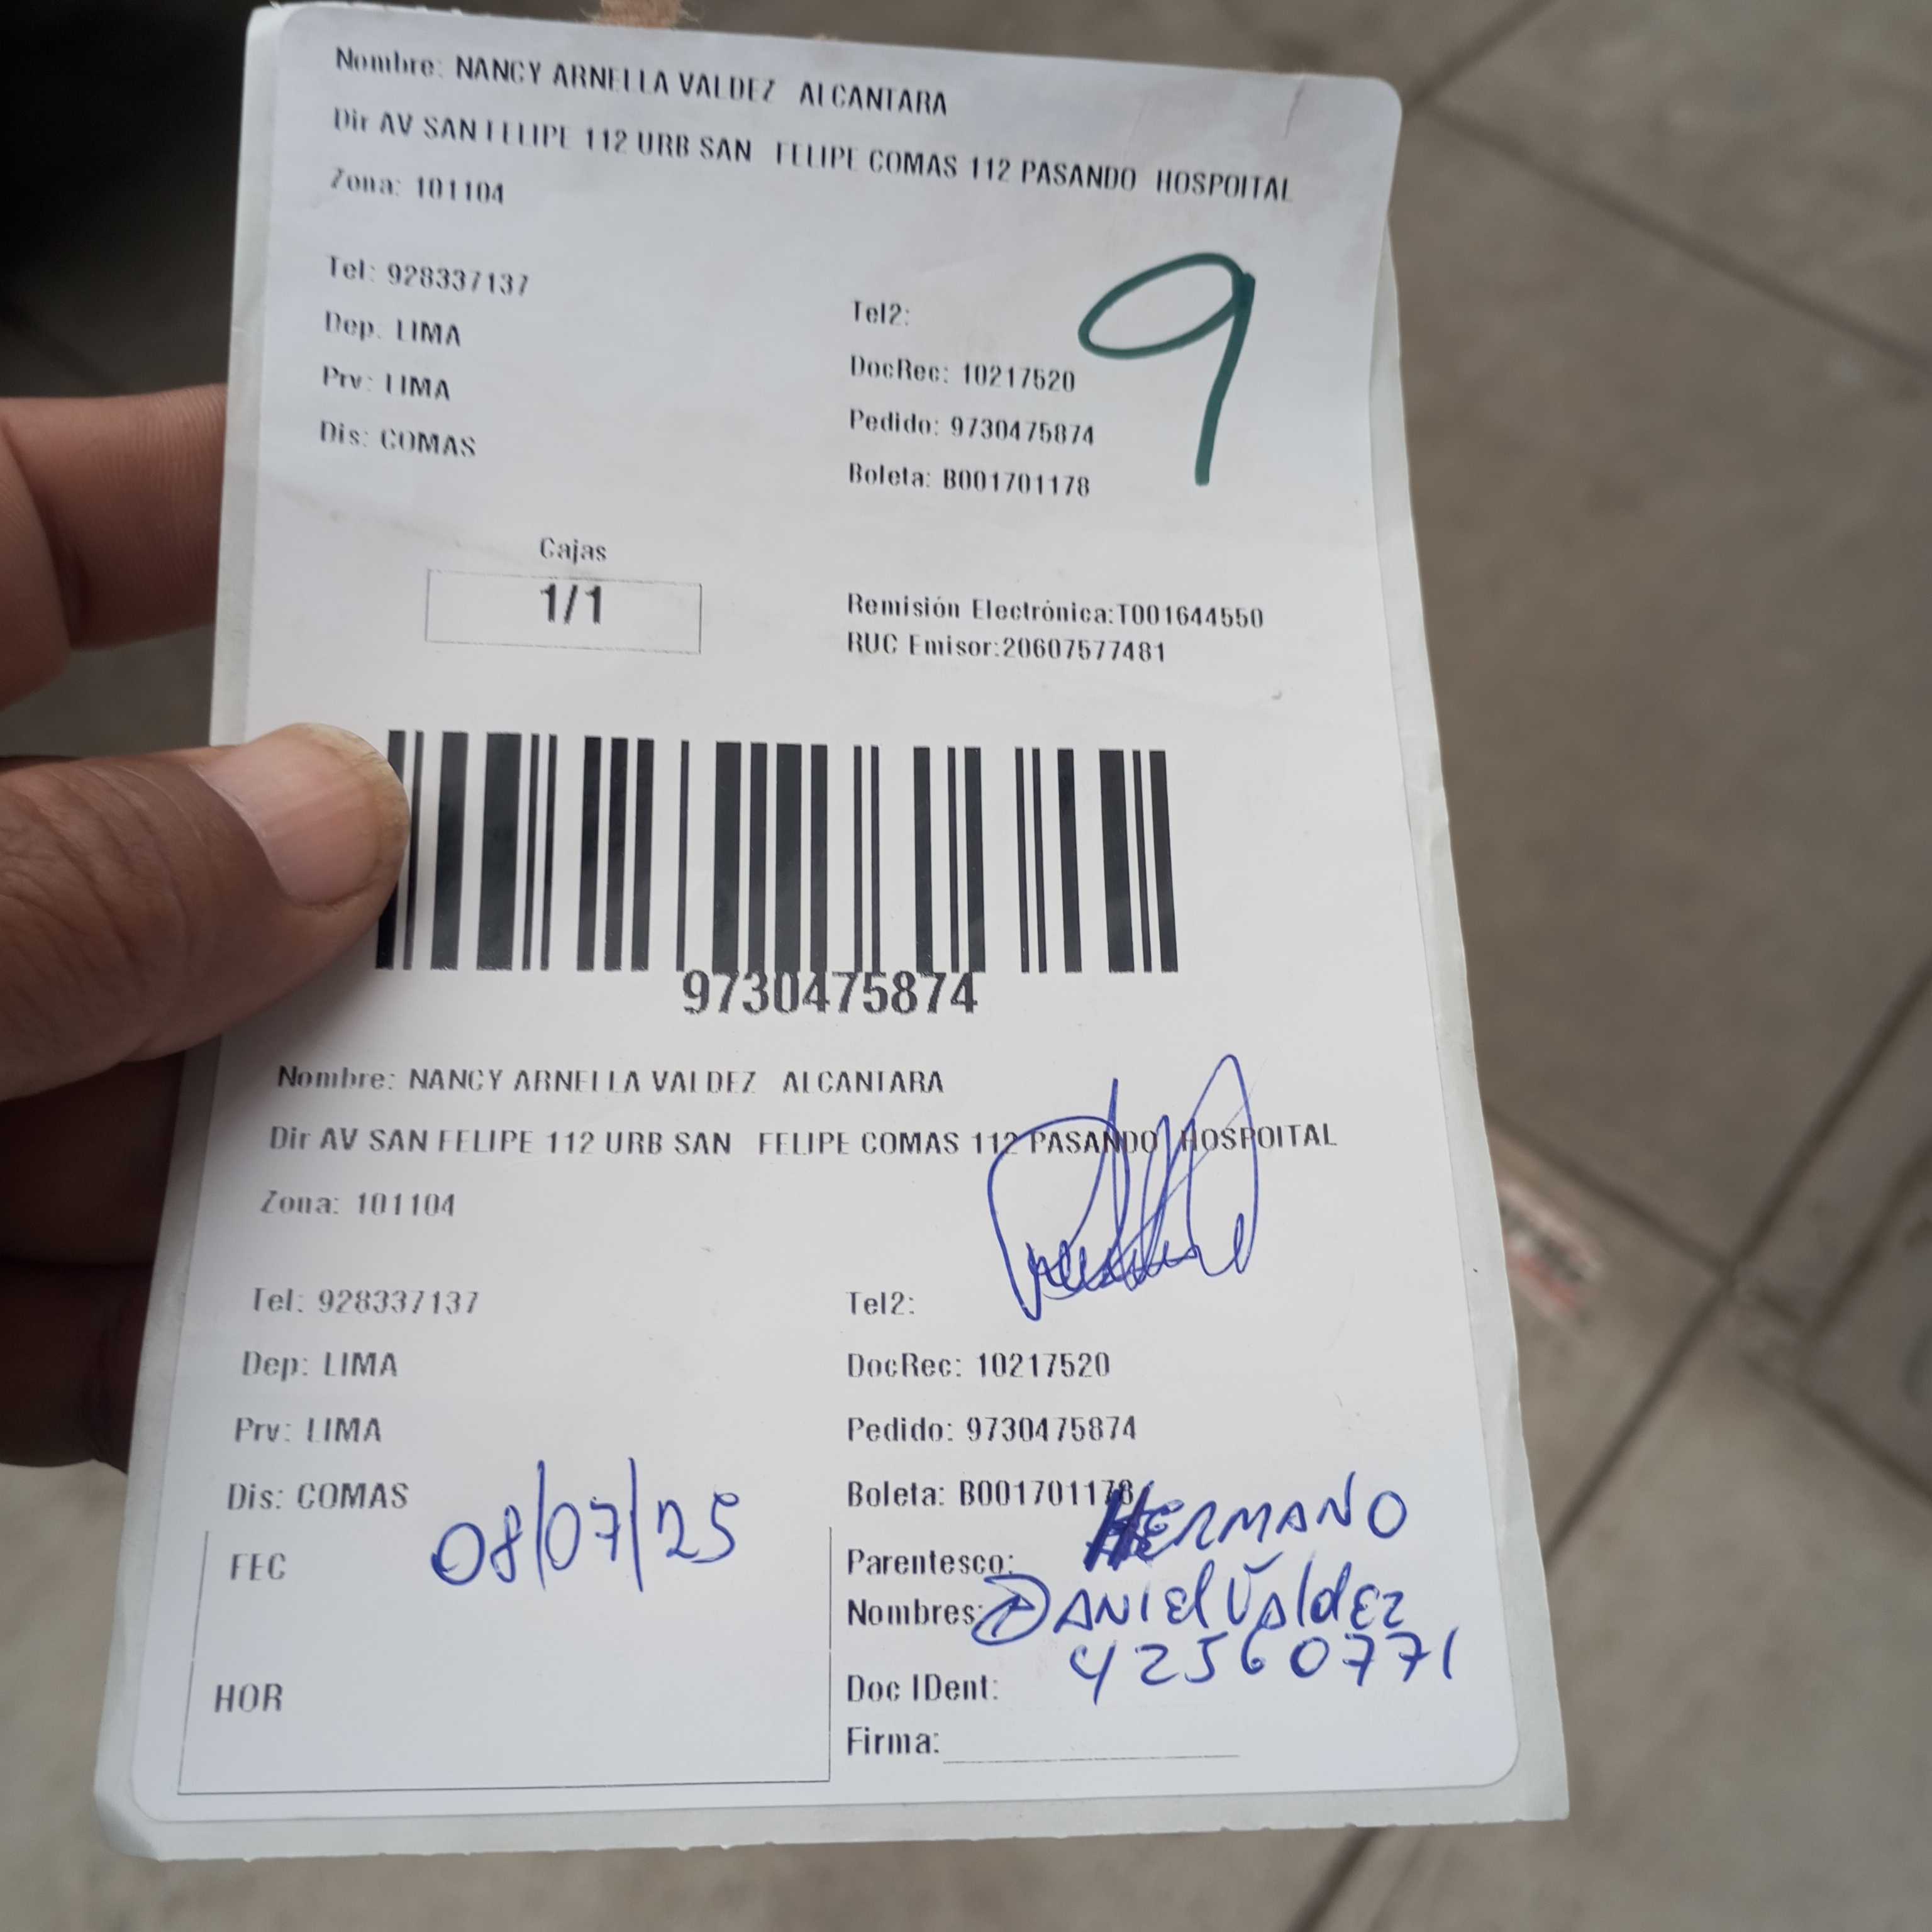 Nombre: NANCY ARNELLA VALDEZ ALCANTARA
Dir AV SAN FELIPE 112 URB SAN FELIPE COMAS 112 PASANDO HOSPOITAL
Zona: 101104
9
Tel: 928337137
Tel2:
Dep: LIMA
DocRec: 10217520
Prv: LIMA
Pedido: 9730475874
Dis: COMAS
Boleta: B001701178
Cajas
1/1
Remisión Electrónica:T001644550
RUC Emisor:20607577481
9730475874
Nombre: NANCY ARNELLA VALDEZ ALCANTARA
Dir AV SAN FELIPE 112 URB SAN FELIPE COMAS 112 PASANDO HOSPOITAL
Zona: 101104
Tel: 928337137
Tel2:
Dep: LIMA
DocRec: 10217520
Prv: LIMA
Pedido: 9730475874
Dis: COMAS
Boleta: B001701178
FEC 08/07/25
Parentesco: HERMANO
Nombres: DANIEL VALDEZ
HOR
Doc IDent: 42560771
Firma: